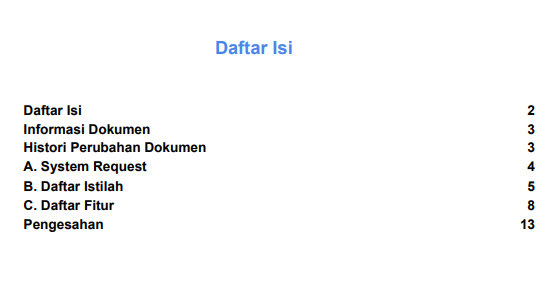 Daftar Isi
Daftar Isi 2
Informasi Dokumen 3
Histori Perubahan Dokumen 3
A. System Request 4
B. Daftar Istilah 5
C. Daftar Fitur 8
Pengesahan 13